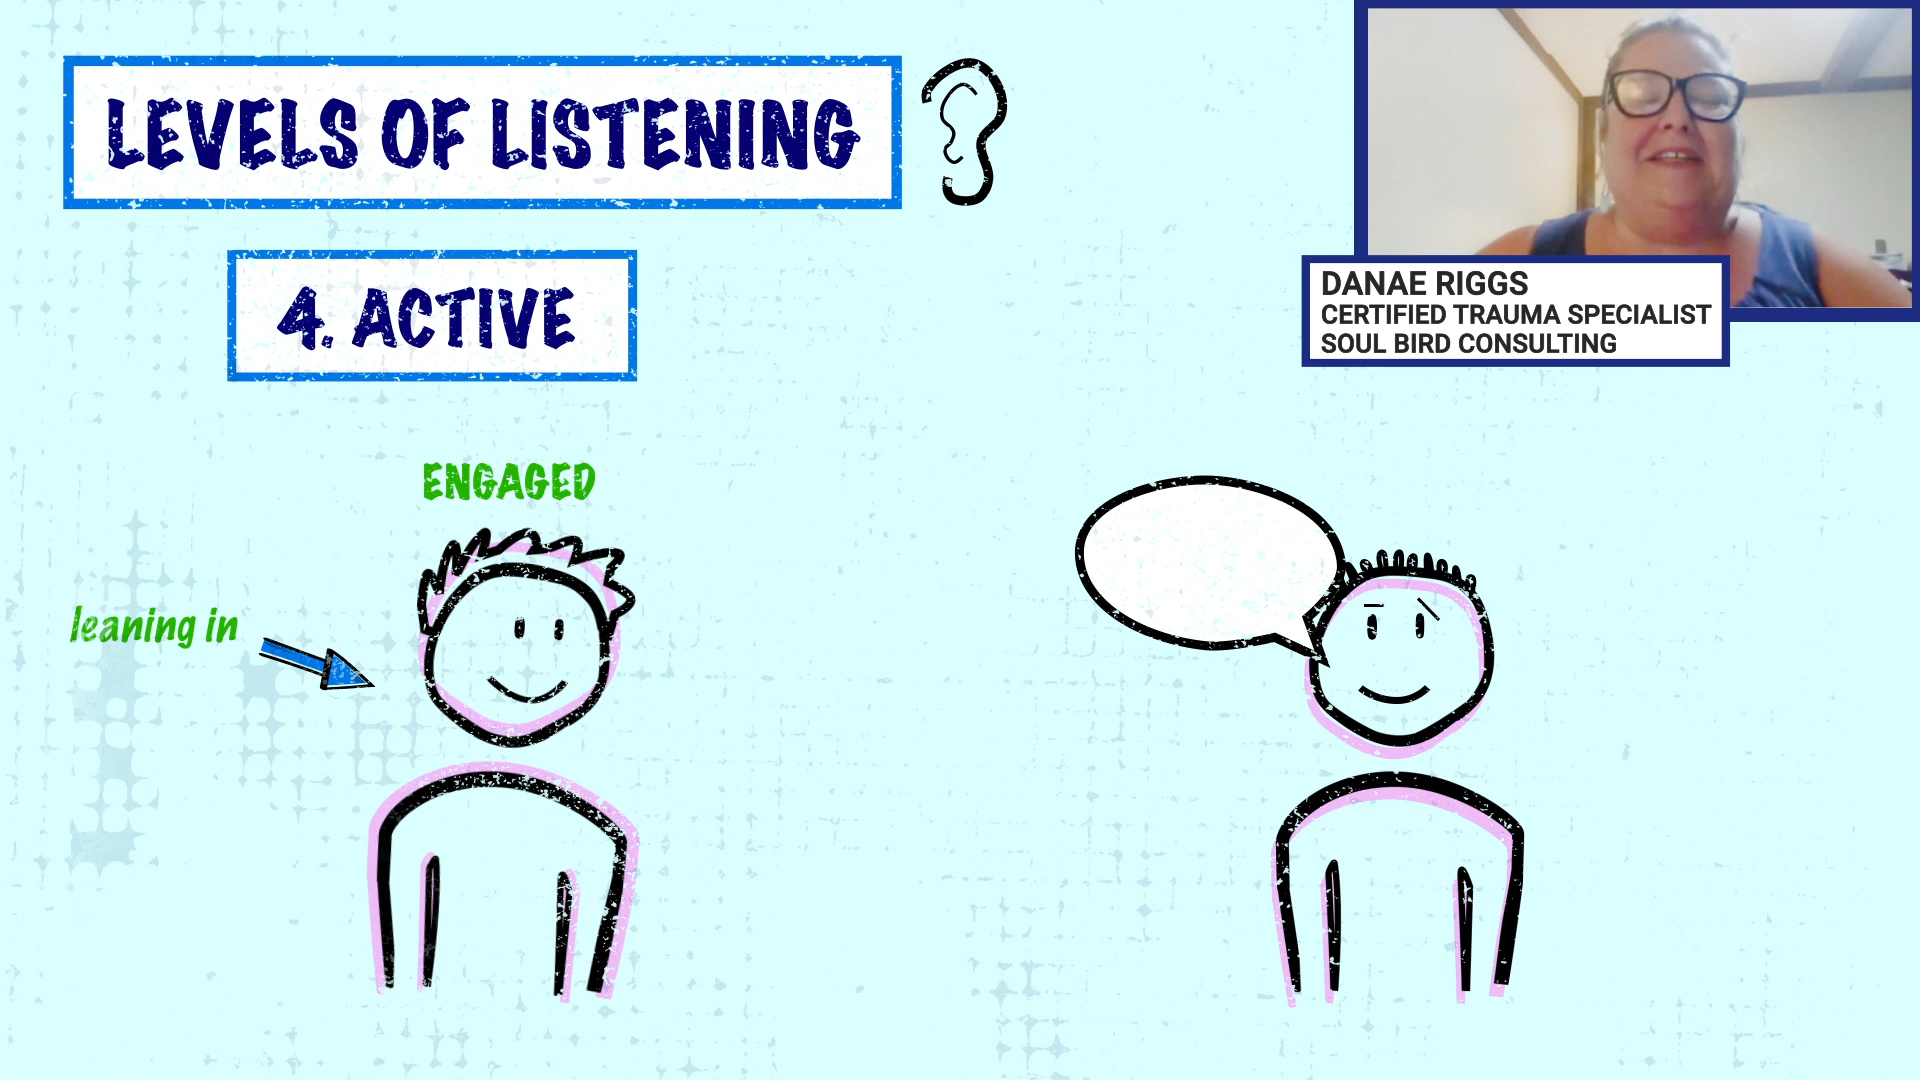 LEVELS OF LISTENING
4. ACTIVE
DANAE RIGGS
CERTIFIED TRAUMA SPECIALIST
SOUL BIRD CONSULTING
ENGAGED
leaning in